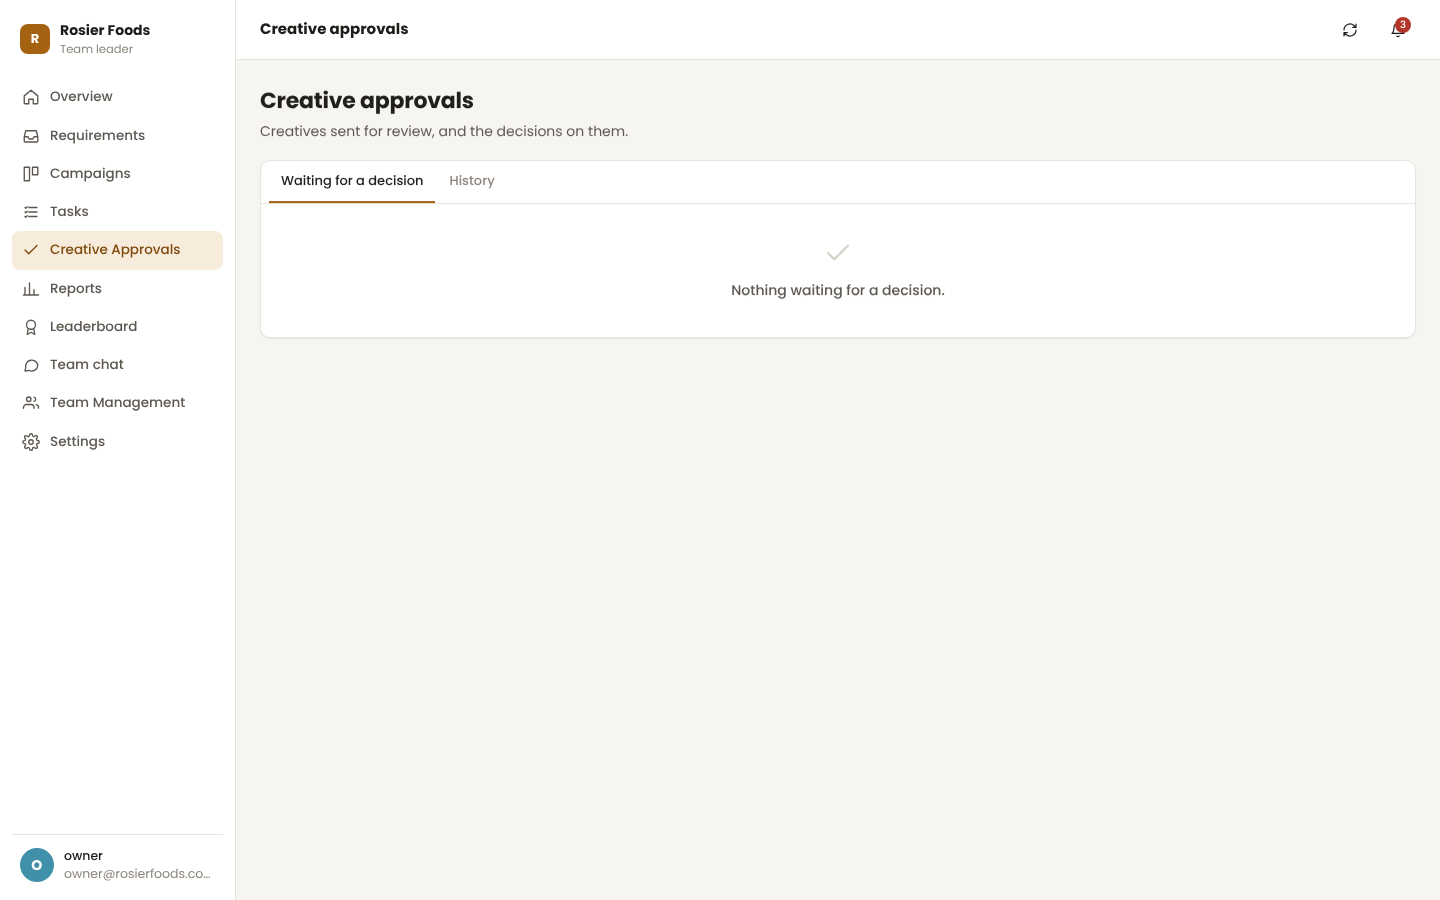 R
Rosier Foods
Team leader
Overview
Requirements
Campaigns
Tasks
Creative Approvals
Reports
Leaderboard
Team chat
Team Management
Settings
O
owner
owner@rosierfoods.co...
Creative approvals
3
Creative approvals
Creatives sent for review, and the decisions on them.
Waiting for a decision
History
Nothing waiting for a decision.